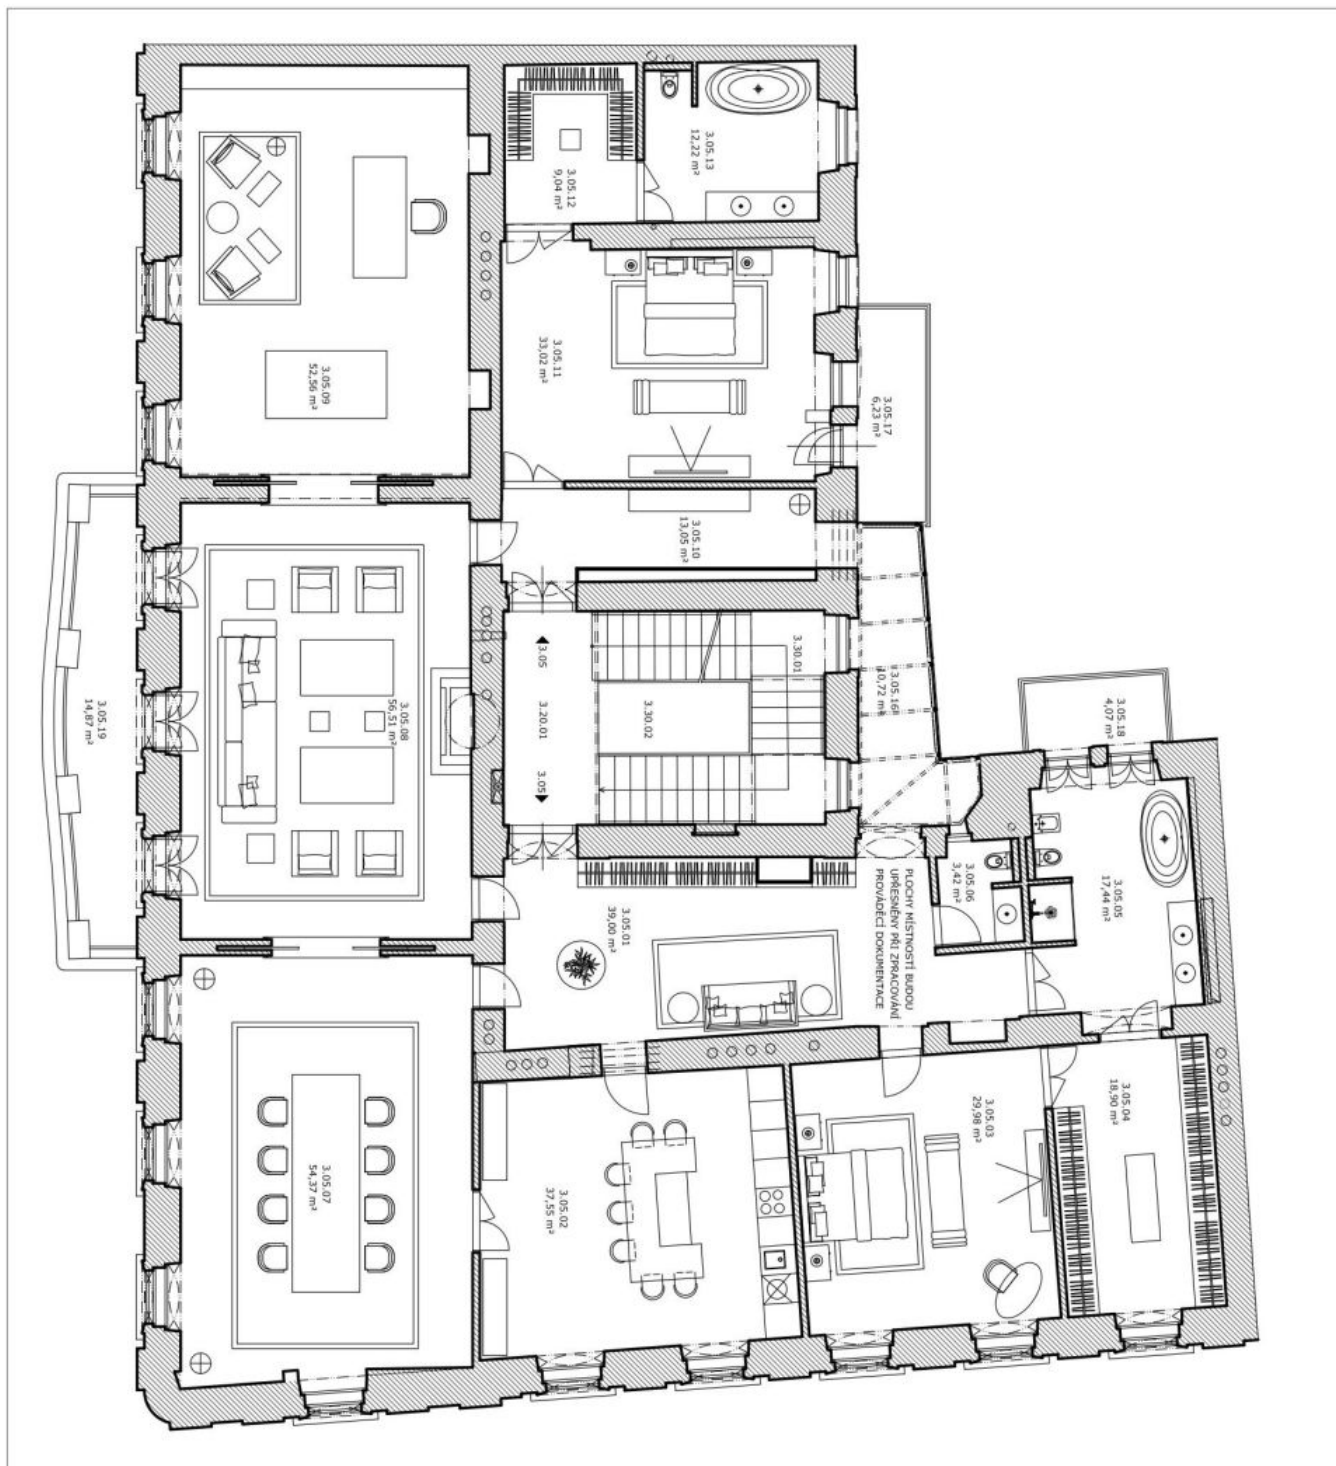 3.05.13
12,22 m²
3.05.12
9,04 m²
3.05.11
33,02 m²
3.05.09
52,56 m²
3.05.17
6,23 m²
3.05.10
13,05 m²
3.05
3.20.01
3.05
3.30.01
3.30.02
3.05.16
10,72 m²
3.05.18
4,07 m²
3.05.19
14,87 m²
3.05.08
56,51 m²
3.05.06
3,42 m²
3.05.05
17,44 m²
3.05.01
39,00 m²
PLOCHY MÍSTNOSTÍ BUDOU
UPŘESNĚNY PŘI ZPRACOVÁNÍ
PROVÁDĚCÍ DOKUMENTACE
3.05.07
54,37 m²
3.05.02
37,55 m²
3.05.03
29,98 m²
3.05.04
18,90 m²